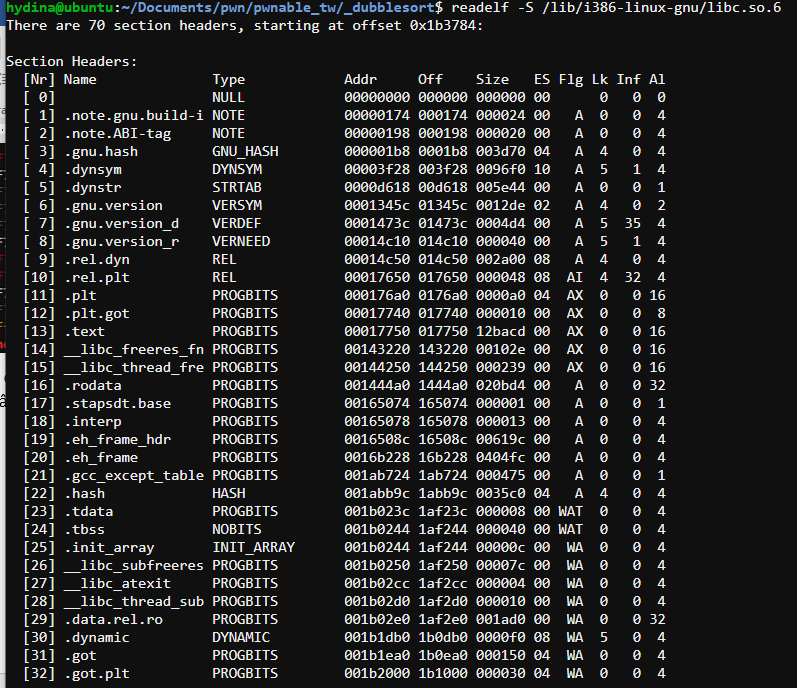 hydina@ubuntu:~/Documents/pwn/pwnable_tw/_dubblesort$ readelf -S /lib/i386-linux-gnu/libc.so.6
There are 70 section headers, starting at offset 0x1b3784:
Section Headers:
[Nr] Name Type Addr Off Size ES Flg Lk Inf Al
[ 0] NULL 00000000 000000 000000 00 0 0 0
[ 1] .note.gnu.build-i NOTE 00000174 000174 000024 00 A 0 0 4
[ 2] .note.ABI-tag NOTE 00000198 000198 000020 00 A 0 0 4
[ 3] .gnu.hash GNU_HASH 000001b8 0001b8 003d70 04 A 4 0 4
[ 4] .dynsym DYNSYM 00003f28 003f28 0096f0 10 A 5 1 4
[ 5] .dynstr STRTAB 0000d618 00d618 005e44 00 A 0 0 1
[ 6] .gnu.version VERSYM 0001345c 01345c 0012de 02 A 4 0 2
[ 7] .gnu.version_d VERDEF 0001473c 01473c 0004d4 00 A 5 35 4
[ 8] .gnu.version_r VERNEED 00014c10 014c10 000040 00 A 5 1 4
[ 9] .rel.dyn REL 00014c50 014c50 002a00 08 A 4 0 4
[10] .rel.plt REL 00017650 017650 000048 08 AI 4 32 4
[11] .plt PROGBITS 000176a0 0176a0 0000a0 04 AX 0 0 16
[12] .plt.got PROGBITS 00017740 017740 000010 00 AX 0 0 8
[13] .text PROGBITS 00017750 017750 12bacd 00 AX 0 0 16
[14] __libc_freeres_fn PROGBITS 00143220 143220 00102e 00 AX 0 0 16
[15] __libc_thread_fre PROGBITS 00144250 144250 000239 00 AX 0 0 16
[16] .rodata PROGBITS 001444a0 1444a0 020bd4 00 A 0 0 32
[17] .stapsdt.base PROGBITS 00165074 165074 000001 00 A 0 0 1
[18] .interp PROGBITS 00165078 165078 000013 00 A 0 0 4
[19] .eh_frame_hdr PROGBITS 0016508c 16508c 00619c 00 A 0 0 4
[20] .eh_frame PROGBITS 0016b228 16b228 0404fc 00 A 0 0 4
[21] .gcc_except_table PROGBITS 001ab724 1ab724 000475 00 A 0 0 1
[22] .hash HASH 001abb9c 1abb9c 0035c0 04 A 4 0 4
[23] .tdata PROGBITS 001b023c 1af23c 000008 00 WAT 0 0 4
[24] .tbss NOBITS 001b0244 1af244 000040 00 WAT 0 0 4
[25] .init_array INIT_ARRAY 001b0244 1af244 00000c 00 WA 0 0 4
[26] __libc_subfreeres PROGBITS 001b0250 1af250 00007c 00 WA 0 0 4
[27] __libc_atexit PROGBITS 001b02cc 1af2cc 000004 00 WA 0 0 4
[28] __libc_thread_sub PROGBITS 001b02d0 1af2d0 000010 00 WA 0 0 4
[29] .data.rel.ro PROGBITS 001b02e0 1af2e0 001ad0 00 WA 0 0 32
[30] .dynamic DYNAMIC 001b1db0 1b0db0 0000f0 08 WA 5 0 4
[31] .got PROGBITS 001b1ea0 1b0ea0 000150 04 WA 0 0 4
[32] .got.plt PROGBITS 001b2000 1b1000 000030 04 WA 0 0 4